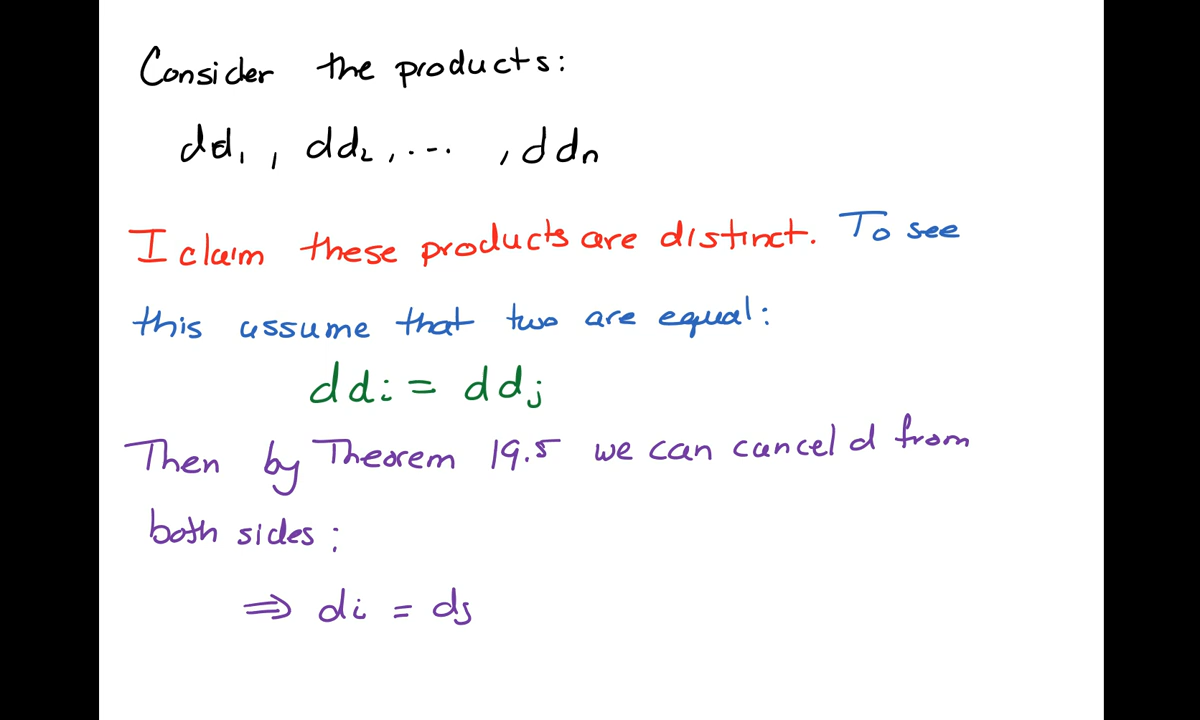 Consider the products:
dd₁, dd₂, ..., ddₙ
I claim these products are distinct. To see
this assume that two are equal:
ddᵢ = ddⱼ
Then by Theorem 19.5 we can cancel d from
both sides:
⇒ dᵢ = dⱼ